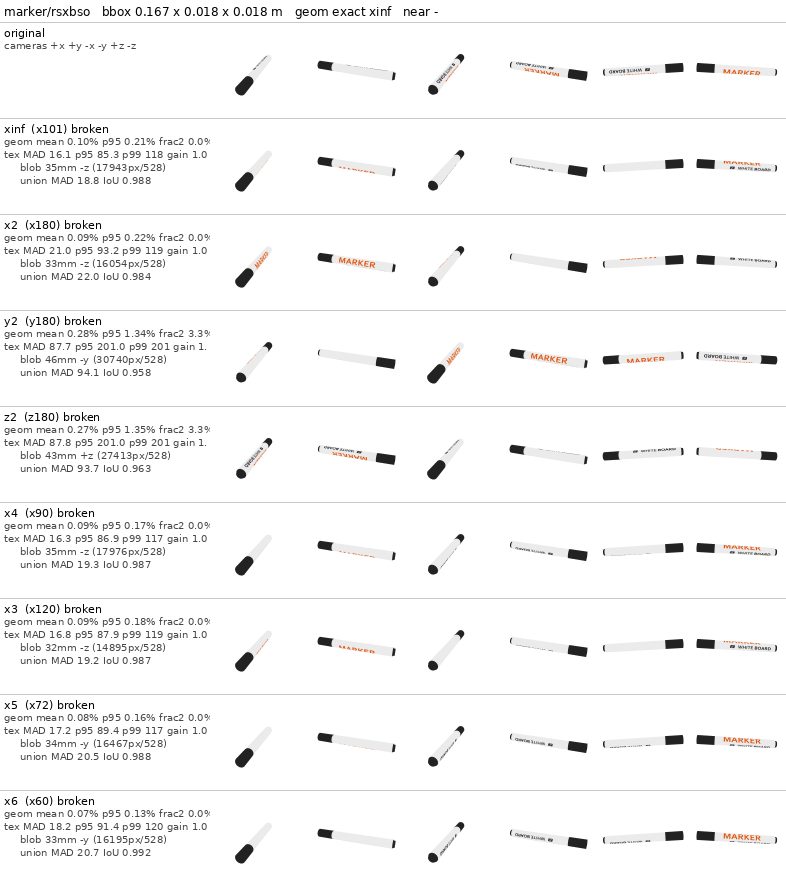 marker/rsxbso bbox 0.167 x 0.018 x 0.018 m geom exact xinf near -
original
cameras +x +y -x -y +z -z
WHITE BOARD
MARKER
WHITE BOARD
MARKER
xinf (x101) broken
geom mean 0.10% p95 0.21% frac2 0.0%
tex MAD 16.1 p95 85.3 p99 118 gain 1.0
blob 35mm -z (17943px/528)
union MAD 18.8 IoU 0.988
MARKER
MARKER
WHITE BOARD
x2 (x180) broken
geom mean 0.09% p95 0.22% frac2 0.0%
tex MAD 21.0 p95 93.2 p99 119 gain 1.0
blob 33mm -z (16054px/528)
union MAD 22.0 IoU 0.984
MARKER
MARKER
WHITE BOARD
y2 (y180) broken
geom mean 0.28% p95 1.34% frac2 3.3%
tex MAD 87.7 p95 201.0 p99 201 gain 1.
blob 46mm -y (30740px/528)
union MAD 94.1 IoU 0.958
MARKER
MARKER
MARKER
WHITE BOARD
z2 (z180) broken
geom mean 0.27% p95 1.35% frac2 3.3%
tex MAD 87.8 p95 201.0 p99 201 gain 1.
blob 43mm +z (27413px/528)
union MAD 93.7 IoU 0.963
WHITE BOARD
MARKER
WHITE BOARD
x4 (x90) broken
geom mean 0.09% p95 0.17% frac2 0.0%
tex MAD 16.3 p95 86.9 p99 117 gain 1.0
blob 35mm -z (17976px/528)
union MAD 19.3 IoU 0.987
WHITE BOARD
MARKER
WHITE BOARD
x3 (x120) broken
geom mean 0.09% p95 0.18% frac2 0.0%
tex MAD 16.8 p95 87.9 p99 119 gain 1.0
blob 32mm -z (14895px/528)
union MAD 19.2 IoU 0.987
MARKER
WHITE BOARD
x5 (x72) broken
geom mean 0.08% p95 0.16% frac2 0.0%
tex MAD 17.2 p95 89.4 p99 117 gain 1.0
blob 34mm -y (16467px/528)
union MAD 20.5 IoU 0.988
WHITE BOARD
MARKER
WHITE BOARD
x6 (x60) broken
geom mean 0.07% p95 0.13% frac2 0.0%
tex MAD 18.2 p95 91.4 p99 120 gain 1.0
blob 33mm -y (16195px/528)
union MAD 20.7 IoU 0.992
WHITE BOARD
MARKER